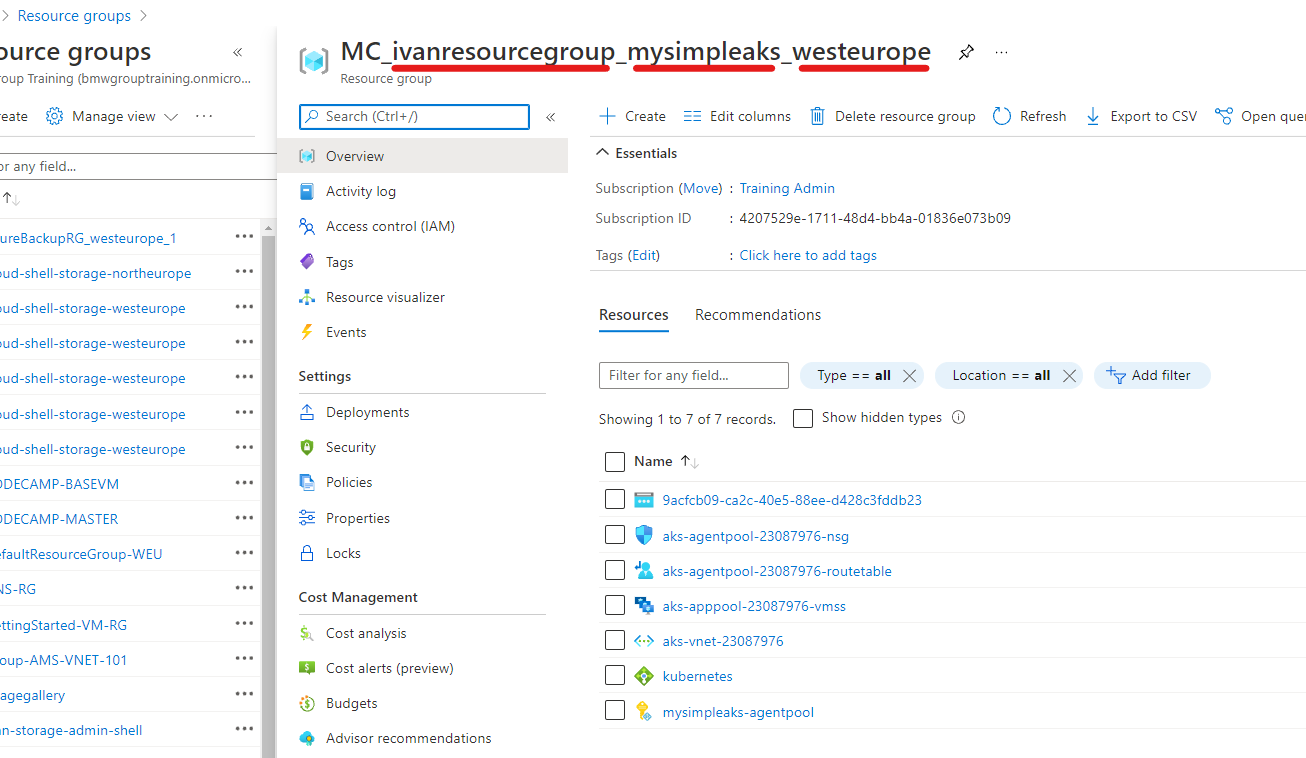 Resource groups
ource groups
roup Training (bmwgrouptraining.onmicro...
reate Manage view ...
or any field...
ureBackupRG_westeurope_1
oud-shell-storage-northeurope
oud-shell-storage-westeurope
oud-shell-storage-westeurope
oud-shell-storage-westeurope
oud-shell-storage-westeurope
oud-shell-storage-westeurope
ODECAMP-BASEVM
ODECAMP-MASTER
efaultResourceGroup-WEU
NS-RG
ettingStarted-VM-RG
oup-AMS-VNET-101
agegallery
an-storage-admin-shell
MC_ivanresourcegroup_mysimpleaks_westeurope
Resource group
Search (Ctrl+/)
Overview
Activity log
Access control (IAM)
Tags
Resource visualizer
Events
Settings
Deployments
Security
Policies
Properties
Locks
Cost Management
Cost analysis
Cost alerts (preview)
Budgets
Advisor recommendations
Create Edit columns Delete resource group Refresh Export to CSV Open quer
Essentials
Subscription (Move) : Training Admin
Subscription ID : 4207529e-1711-48d4-bb4a-01836e073b09
Tags (Edit) : Click here to add tags
Resources Recommendations
Filter for any field... Type == all Location == all Add filter
Showing 1 to 7 of 7 records. Show hidden types
Name
9acfcb09-ca2c-40e5-88ee-d428c3fddb23
aks-agentpool-23087976-nsg
aks-agentpool-23087976-routetable
aks-apppool-23087976-vmss
aks-vnet-23087976
kubernetes
mysimpleaks-agentpool